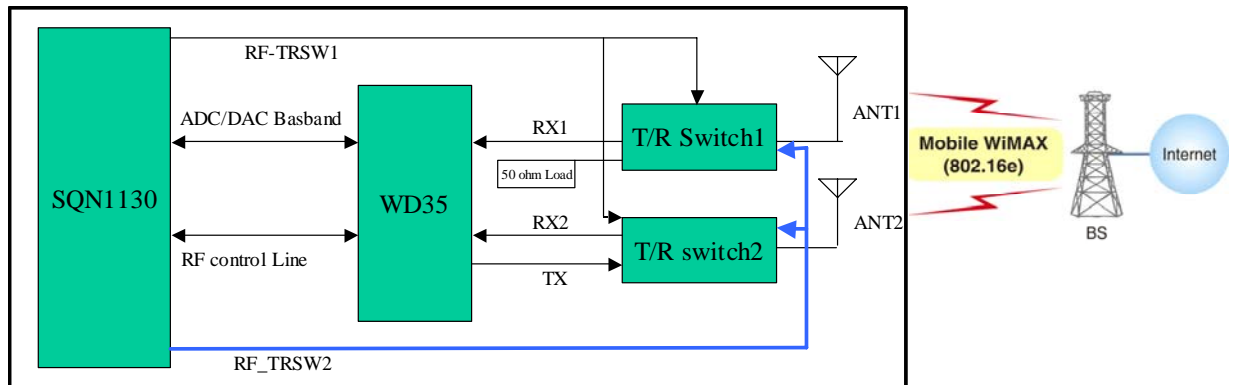 RF-TRSW1
ADC/DAC Basband
RX1
T/R Switch1
ANT1
50 ohm Load
SQN1130
WD35
RX2
T/R switch2
ANT2
RF control Line
TX
RF_TRSW2
Mobile WiMAX
(802.16e)
Internet
BS